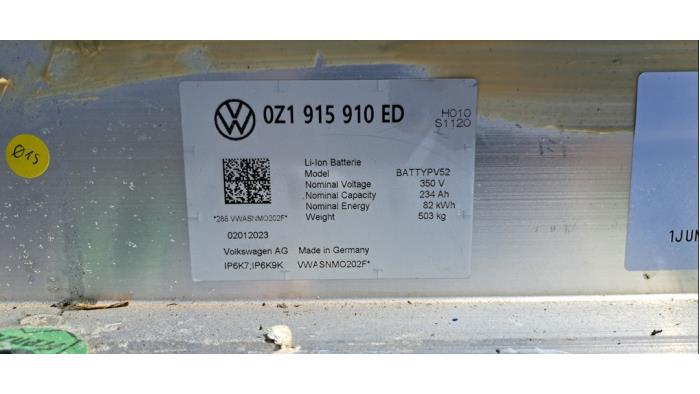 0Z1 915 910 ED
H010
S1120
Ø15
Li-Ion Batterie
Model BATTYPV52
Nominal Voltage 350 V
Nominal Capacity 234 Ah
Nominal Energy 82 kWh
Weight 503 kg
*286 VWASNMO202F*
02012023
Volkswagen AG Made in Germany
IP6K7;IP6K9K VWASNMO202F*
1JUN